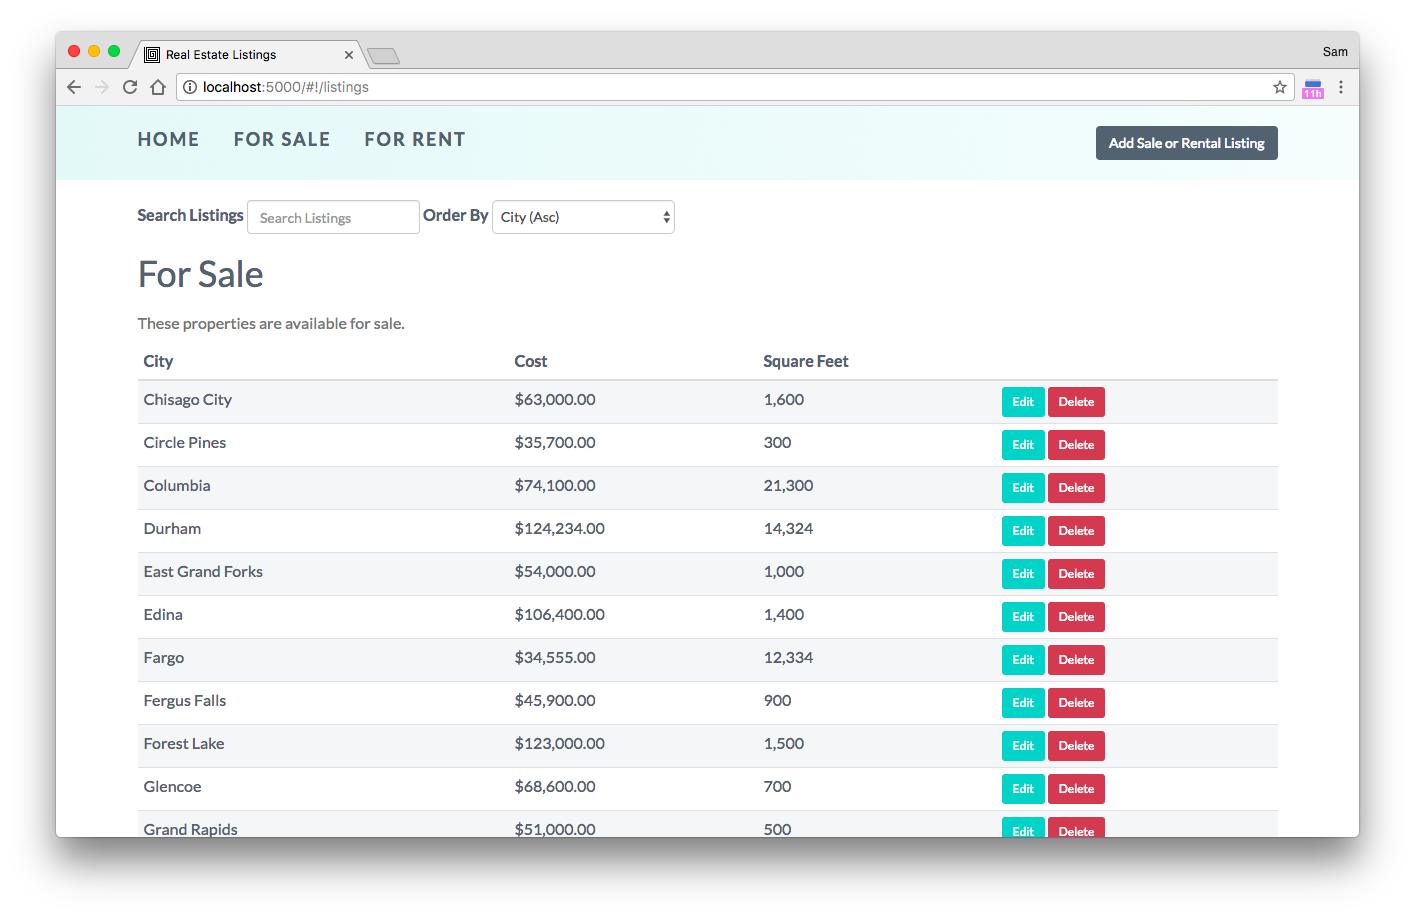 Real Estate Listings
Sam
localhost:5000/#!/listings
11h
HOME FOR SALE FOR RENT Add Sale or Rental Listing
Search Listings Search Listings Order By City (Asc)
For Sale
These properties are available for sale.
City Cost Square Feet
Chisago City $63,000.00 1,600 Edit Delete
Circle Pines $35,700.00 300 Edit Delete
Columbia $74,100.00 21,300 Edit Delete
Durham $124,234.00 14,324 Edit Delete
East Grand Forks $54,000.00 1,000 Edit Delete
Edina $106,400.00 1,400 Edit Delete
Fargo $34,555.00 12,334 Edit Delete
Fergus Falls $45,900.00 900 Edit Delete
Forest Lake $123,000.00 1,500 Edit Delete
Glencoe $68,600.00 700 Edit Delete
Grand Rapids $51,000.00 500 Edit Delete